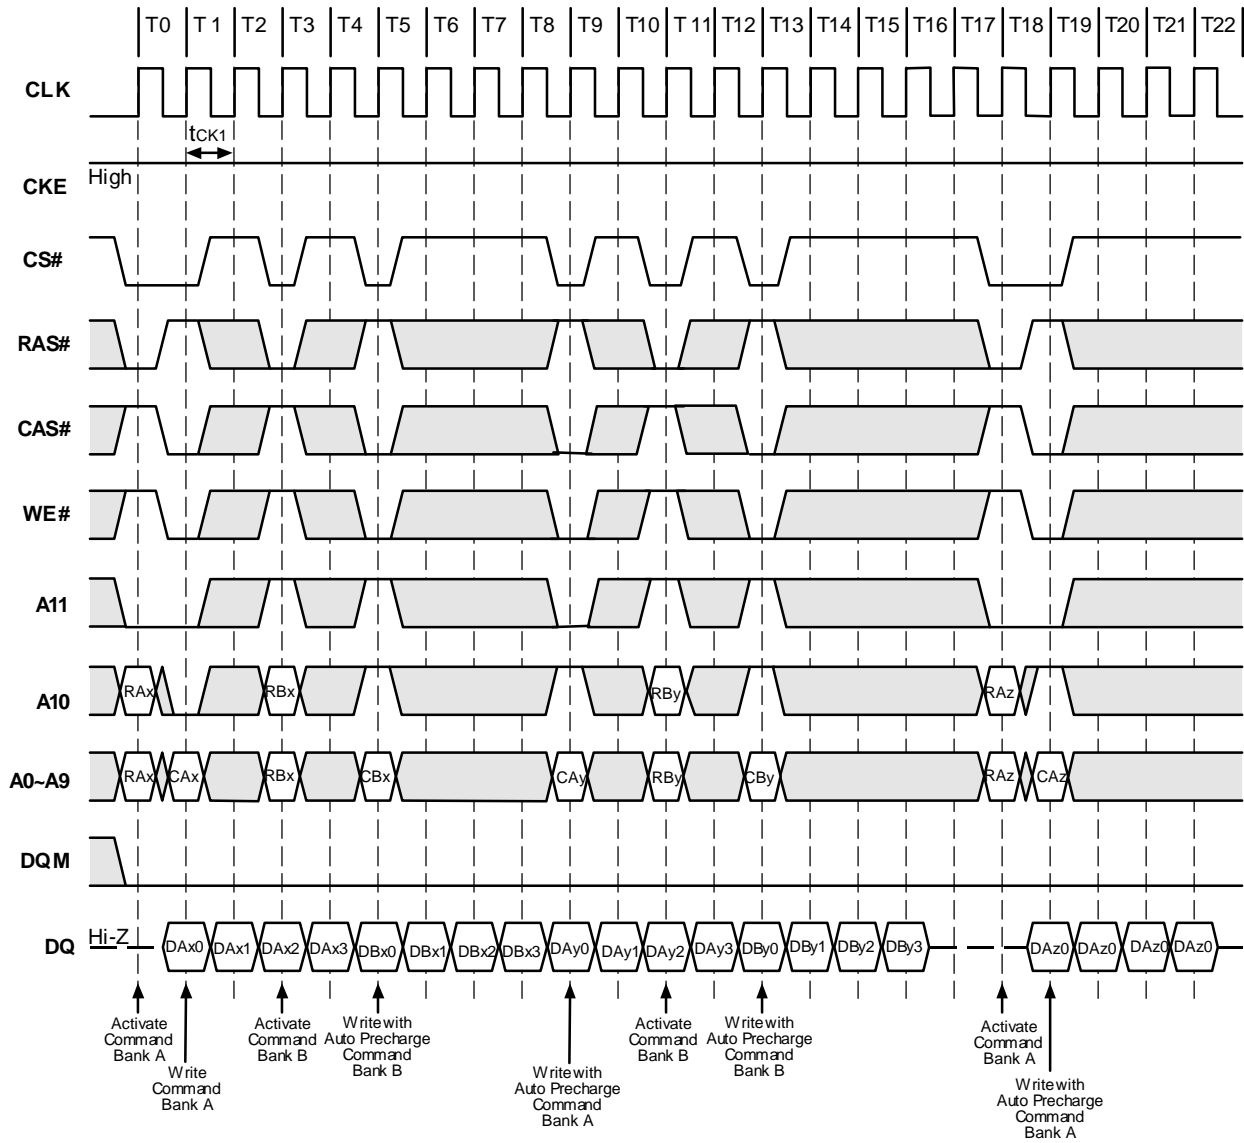 T0 T 1 T2 T3 T4 T5 T6 T7 T8 T9 T10 T 11 T12 T13 T14 T15 T16 T17 T18 T19 T20 T21 T22
CLK
tCK1
High
CKE
CS#
RAS#
CAS#
WE#
A11
A10 RAx RBx RBy RAz
A0~A9 RAx CAx RBx CBx CAy RBy CBy RAz CAz
DQM
Hi-Z
DQ DAx0 DAx1 DAx2 DAx3 DBx0 DBx1 DBx2 DBx3 DAy0 DAy1 DAy2 DAy3 DBy0 DBy1 DBy2 DBy3 DAz0 DAz0 DAz0 DAz0
Activate
Command
Bank A
Write
Command
Bank A
Activate
Command
Bank B
Write with
Auto Precharge
Command
Bank B
Write with
Auto Precharge
Command
Bank A
Activate
Command
Bank B
Write with
Auto Precharge
Command
Bank B
Activate
Command
Bank A
Write with
Auto Precharge
Command
Bank A